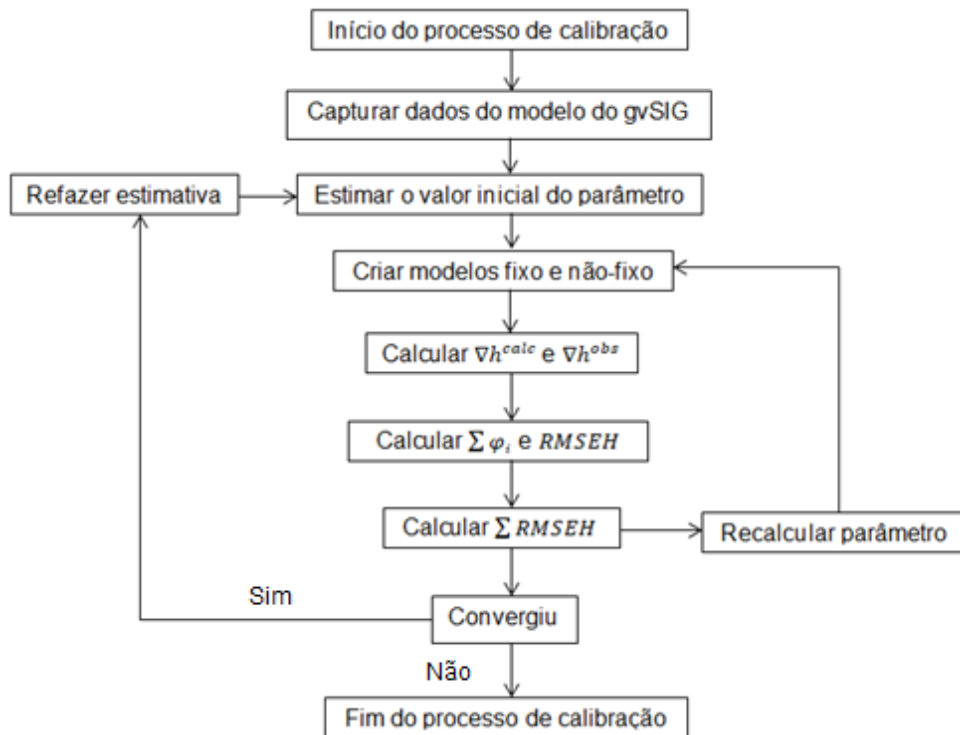 Início do processo de calibração
Capturar dados do modelo do gvSIG
Refazer estimativa
Estimar o valor inicial do parâmetro
Criar modelos fixo e não-fixo
Calcular ∇h^{calc} e ∇h^{obs}
Calcular ∑ φ_i e RMSEH
Calcular ∑ RMSEH
Recalcular parâmetro
Sim
Convergiu
Não
Fim do processo de calibração